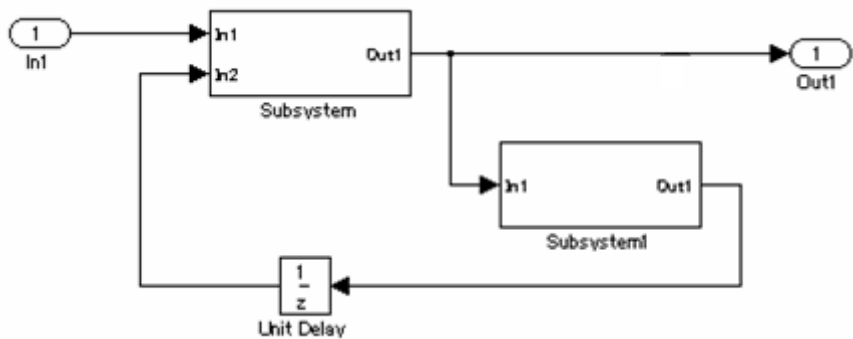 1
In1
In1
In2
Out1
Subsystem
1
Out1
In1
Out1
Subsystem1
1
z
Unit Delay